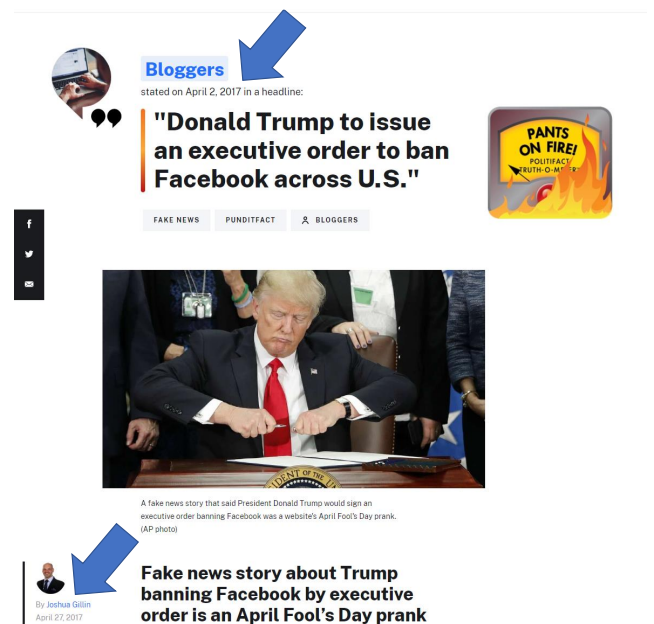 Bloggers
stated on April 2, 2017 in a headline:
"Donald Trump to issue
an executive order to ban
Facebook across U.S."
PANTS
ON FIRE!
POLITIFACT
TRUTH-O-METER
FAKE NEWS PUNDITFACT BLOGGERS
A fake news story that said President Donald Trump would sign an
executive order banning Facebook was a website's April Fool's Day prank.
(AP photo)
By Joshua Gillin
April 27, 2017
Fake news story about Trump
banning Facebook by executive
order is an April Fool's Day prank